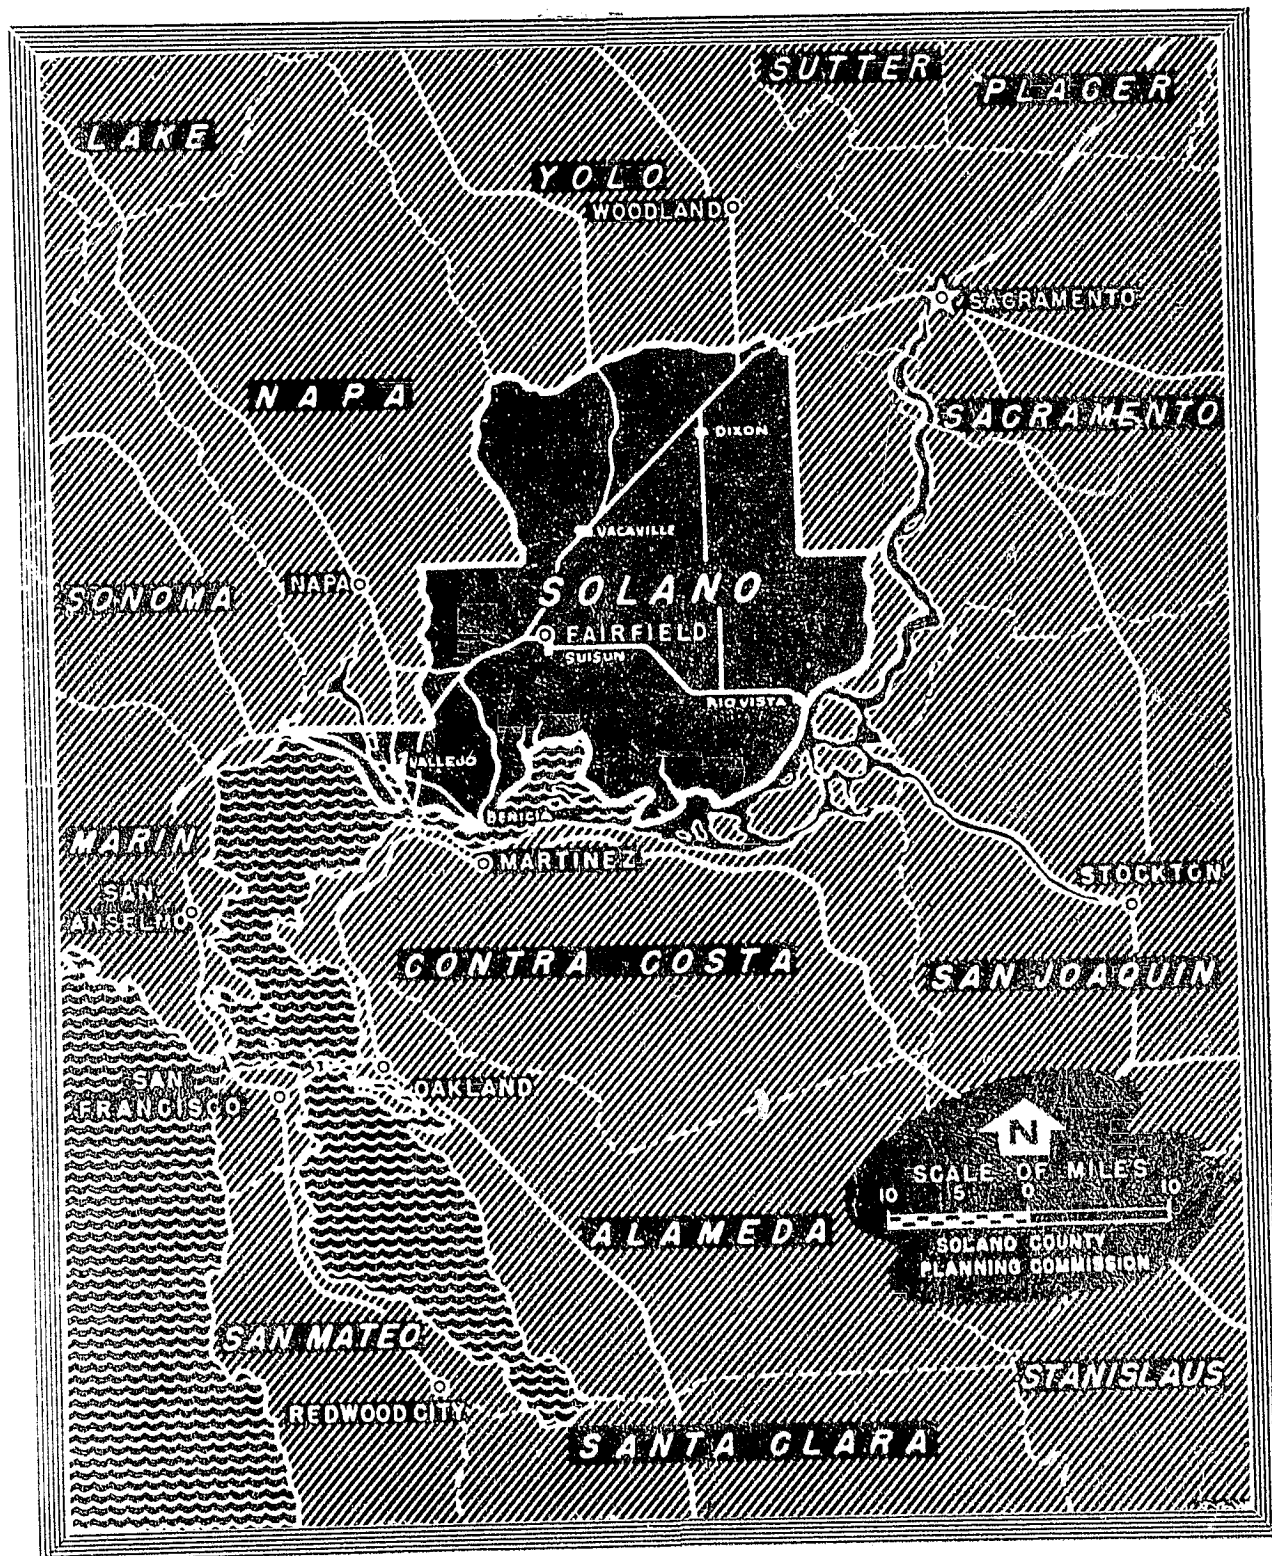 SUTTER
PLACER
LAKE
YOLO
WOODLAND
SACRAMENTO
NAPA
SACRAMENTO
DIXON
VACAVILLE
SOLANO
NAPA
SONOMA
FAIRFIELD
SUISUN
RIO VISTA
VALLEJO
BENICIA
MARIN
MARTINEZ
STOCKTON
SAN
ANSELMO
CONTRA COSTA
SAN JOAQUIN
SAN
FRANCISCO
OAKLAND
N
SCALE OF MILES
10 5 0 10
SOLANO COUNTY
PLANNING COMMISSION
ALAMEDA
SAN MATEO
STANISLAUS
REDWOOD CITY
SANTA CLARA